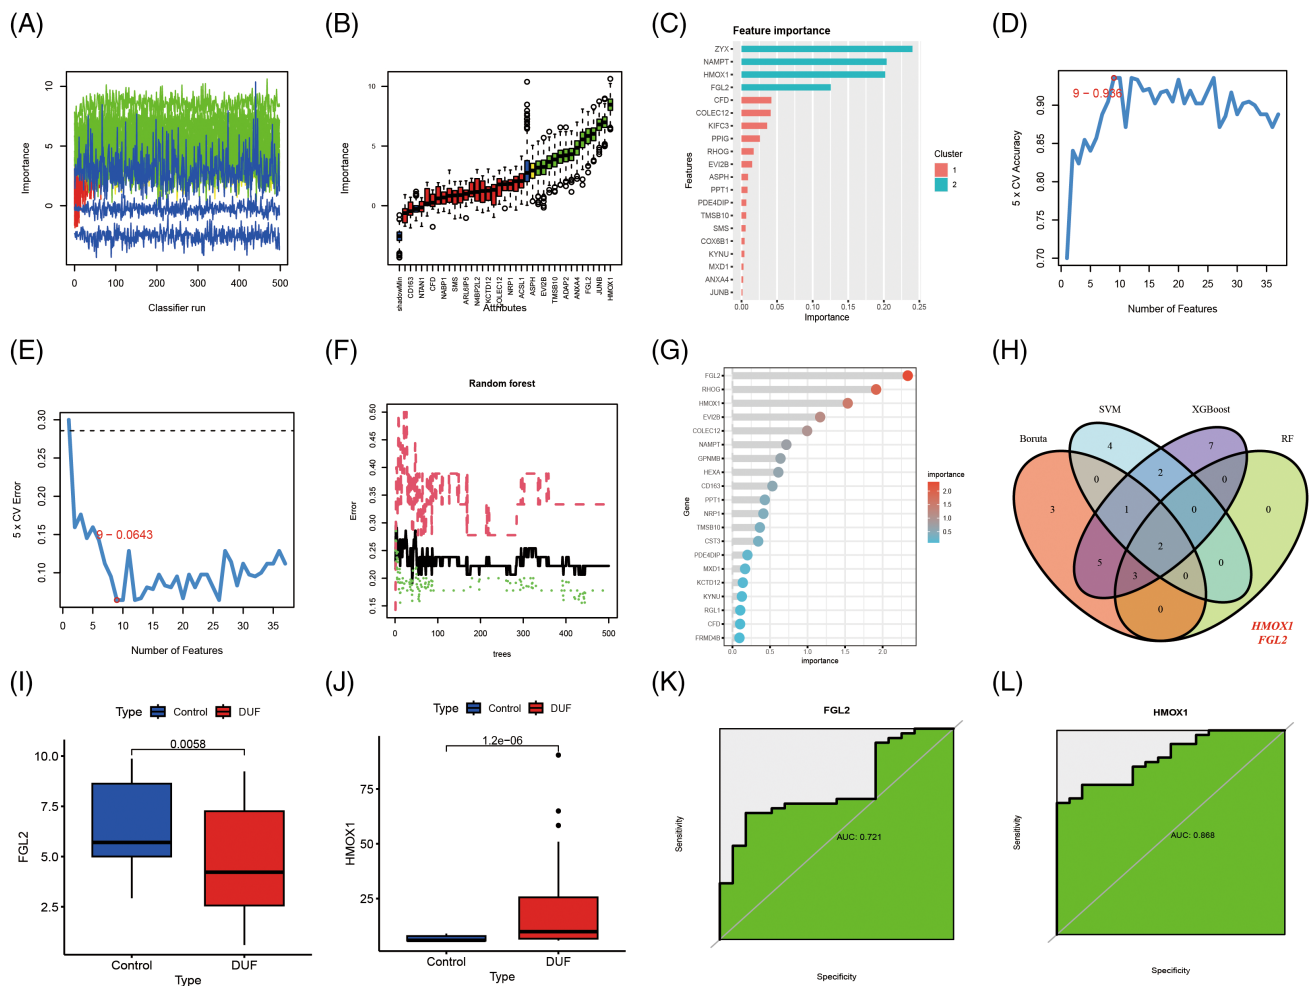 (A)
10
5
0
Importance
0
100
200
300
400
500
Classifier run
(B)
10
5
0
Importance
shadowMin
CD163
NTAN1
CFD
NABP1
SMS
ARL6IP5
N4BP2L2
KCTD12
COLEC12
NRP1
ACSL1
ASPH
EVI2B
TMSB10
ADAP2
ANXA4
FGL2
JUNB
HMOX1
Attributes
(C)
Feature importance
ZYX
NAMPT
HMOX1
FGL2
CFD
COLEC12
KIFC3
PPIG
RHOG
EVI2B
ASPH
PPT1
PDE4DIP
TMSB10
SMS
COX6B1
KYNU
MXD1
ANXA4
JUNB
Features
0.00
0.05
0.10
0.15
0.20
0.25
Importance
Cluster
1
2
(D)
0.90
0.85
0.80
0.75
0.70
5 x CV Accuracy
0
5
10
15
20
25
30
35
Number of Features
(E)
0.30
0.25
0.20
0.15
0.10
5 x CV Error
9 − 0.0643
0
5
10
15
20
25
30
35
Number of Features
(F)
Random forest
0.50
0.45
0.40
0.35
0.30
0.25
0.20
0.15
Error
0
100
200
300
400
500
trees
(G)
FGL2
RHOG
HMOX1
EVI2B
COLEC12
NAMPT
GPNMB
HEXA
CD163
PPT1
NRP1
TMSB10
CST3
PDE4DIP
MXD1
KCTD12
KYNU
RGL1
CFD
FRMD4B
Gene
0.0
0.5
1.0
1.5
2.0
importance
importance
2.0
1.5
1.0
0.5
(H)
SVM
XGBoost
Boruta
RF
4
7
2
0
0
3
1
0
0
2
5
0
3
0
0
HMOX1
FGL2
(I)
Type
Control
DUF
0.0058
10.0
7.5
5.0
2.5
FGL2
Control
DUF
Type
(J)
Type
Control
DUF
1.2e−06
75
50
25
HMOX1
Control
DUF
Type
(K)
FGL2
Sensitivity
AUC: 0.721
Specificity
(L)
HMOX1
Sensitivity
AUC: 0.868
Specificity